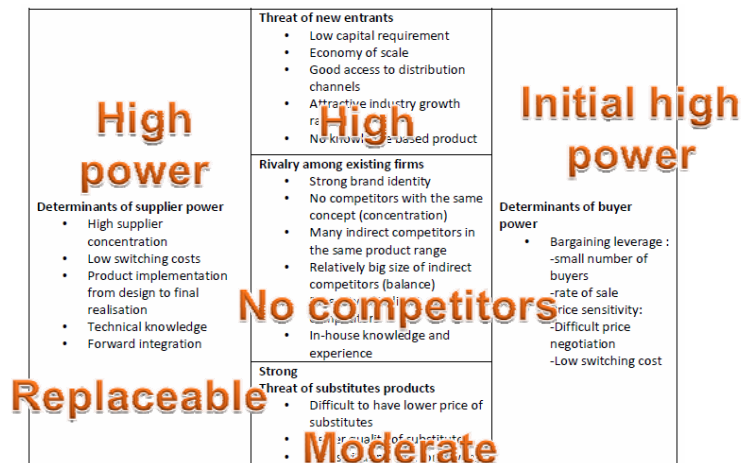 High
power
Determinants of supplier power
• High supplier
concentration
• Low switching costs
• Product implementation
from design to final
realisation
• Technical knowledge
• Forward integration
Replaceable
Threat of new entrants
• Low capital requirement
• Economy of scale
• Good access to distribution
channels
• Attractive industry growth
• No based product
High
Rivalry among existing firms
• Strong brand identity
• No competitors with the same
concept (concentration)
• Many indirect competitors in
the same product range
• Relatively big size of indirect
competitors (balance)
No competitors
• In-house knowledge and
experience
Strong
Threat of substitutes products
• Difficult to have lower price of
substitutes
• quality of
Moderate
Initial high
power
Determinants of buyer
power
• Bargaining leverage :
-small number of
buyers
-rate of sale
sensitivity:
-Difficult price
negotiation
-Low switching cost